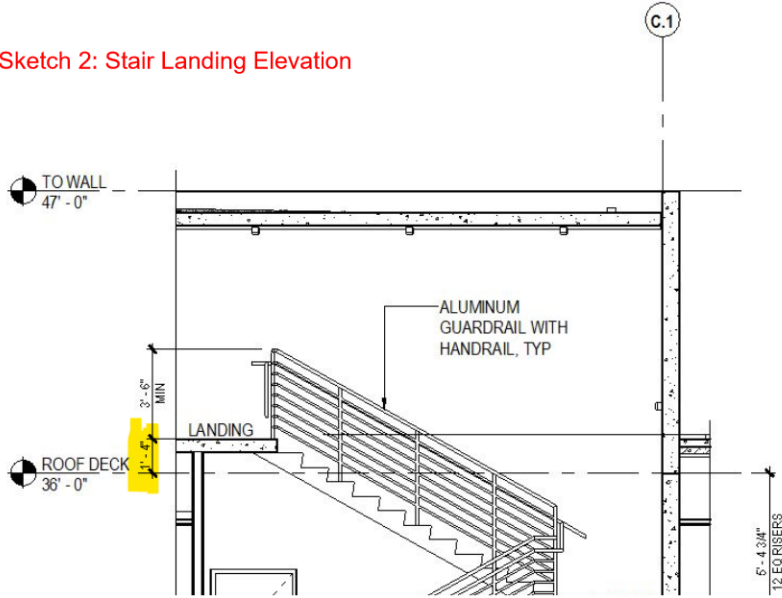 C.1
Sketch 2: Stair Landing Elevation
TO WALL
47' - 0"
ALUMINUM
GUARDRAIL WITH
HANDRAIL, TYP
3' - 6"
MIN
LANDING
1' - 4"
ROOF DECK
36' - 0"
5' - 4 3/4"
12 EQ RISERS